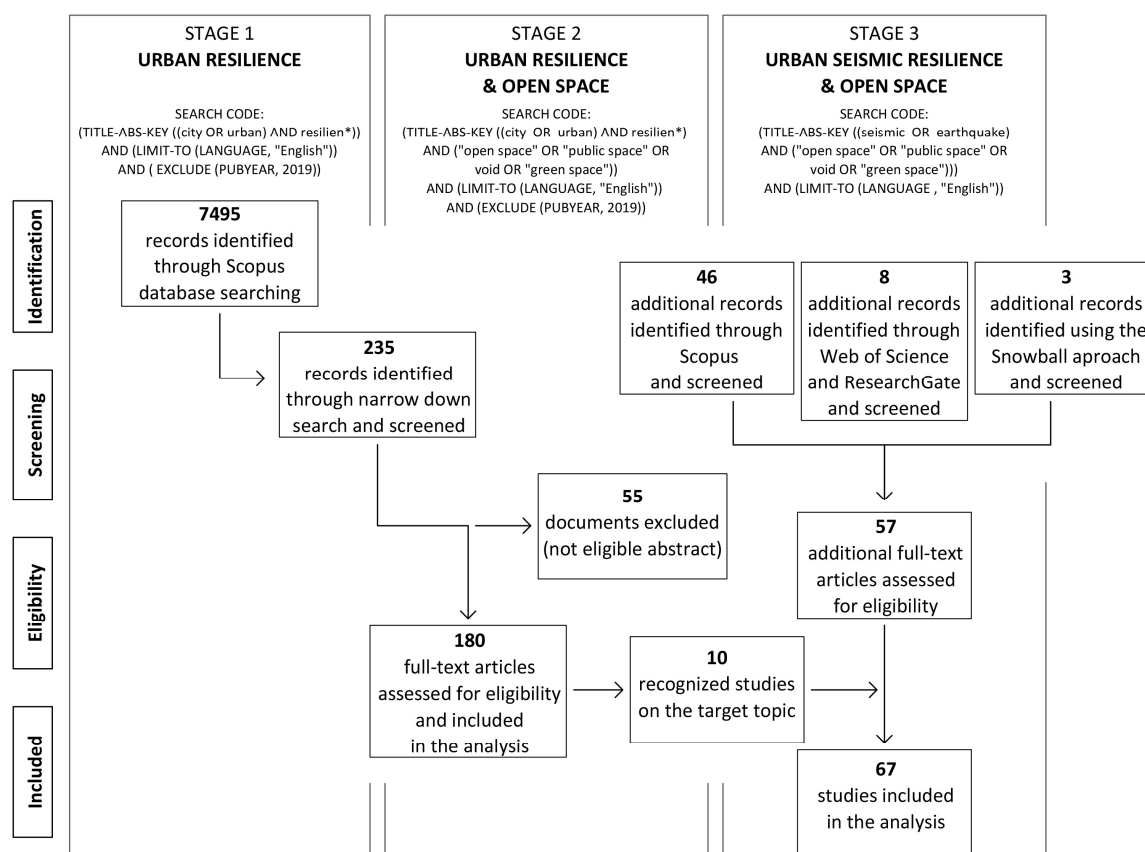 STAGE 1
URBAN RESILIENCE
SEARCH CODE:
(TITLE-ABS-KEY ((city OR urban) AND resilien*))
AND (LIMIT-TO (LANGUAGE, "English"))
AND ( EXCLUDE (PUBYEAR, 2019))
STAGE 2
URBAN RESILIENCE
& OPEN SPACE
SEARCH CODE:
(TITLE-ABS-KEY ((city OR urban) AND resilien*)
AND ("open space" OR "public space" OR
void OR "green space"))
AND (LIMIT-TO (LANGUAGE, "English"))
AND (EXCLUDE (PUBYEAR, 2019))
STAGE 3
URBAN SEISMIC RESILIENCE
& OPEN SPACE
SEARCH CODE:
(TITLE-ABS-KEY ((seismic OR earthquake)
AND ("open space" OR "public space" OR
void OR "green space")))
AND (LIMIT-TO (LANGUAGE , "English"))
Identification
7495
records identified
through Scopus
database searching
46
additional records
identified through
Scopus
and screened
8
additional records
identified through
Web of Science
and ResearchGate
and screened
3
additional records
identified using the
Snowball aproach
and screened
Screening
235
records identified
through narrow down
search and screened
55
documents excluded
(not eligible abstract)
57
additional full-text
articles assessed
for eligibility
Eligibility
180
full-text articles
assessed for eligibility
and included
in the analysis
10
recognized studies
on the target topic
Included
67
studies included
in the analysis